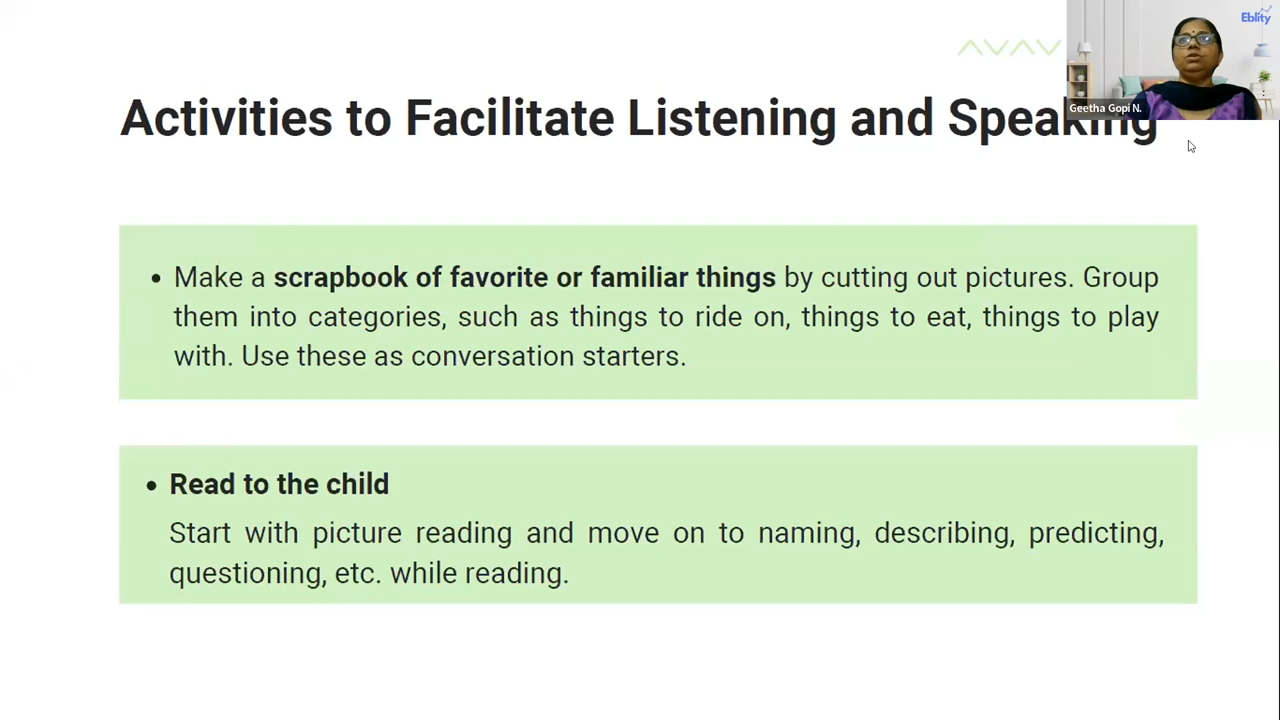 Eblity
Geetha Gopi N.
Activities to Facilitate Listening and Speaking
• Make a scrapbook of favorite or familiar things by cutting out pictures. Group
them into categories, such as things to ride on, things to eat, things to play
with. Use these as conversation starters.
• Read to the child
Start with picture reading and move on to naming, describing, predicting,
questioning, etc. while reading.